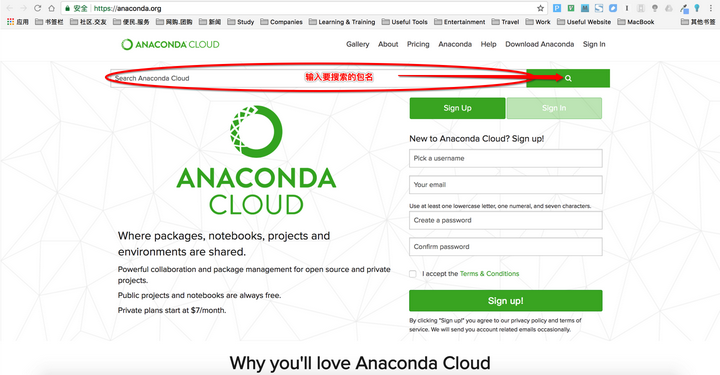 安全 | https://anaconda.org
应用 书签栏 社区.交友 便民.服务 网购.团购 新闻 Study Companies Learning & Training Useful Tools Entertainment Travel Work Useful Website MacBook 其他书签
ANACONDA CLOUD Gallery About Pricing Anaconda Help Download Anaconda Sign In
Search Anaconda Cloud 输入要搜索的包名
Sign Up Sign In
New to Anaconda Cloud? Sign up!
Pick a username
Your email
Use at least one lowercase letter, one numeral, and seven characters.
Create a password
Confirm password
I accept the Terms & Conditions
Sign up!
By clicking "Sign up!" you agree to our privacy policy and terms of
service. We will send you account related emails occasionally.
ANACONDA
CLOUD
Where packages, notebooks, projects and
environments are shared.
Powerful collaboration and package management for open source and private
projects.
Public projects and notebooks are always free.
Private plans start at $7/month.
Why you'll love Anaconda Cloud